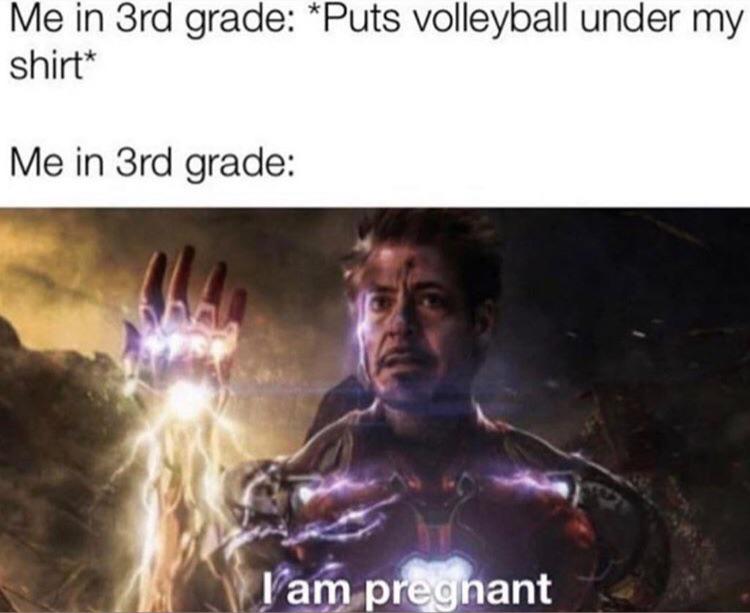 Me in 3rd grade: *Puts volleyball under my
shirt*
Me in 3rd grade:
I am pregnant